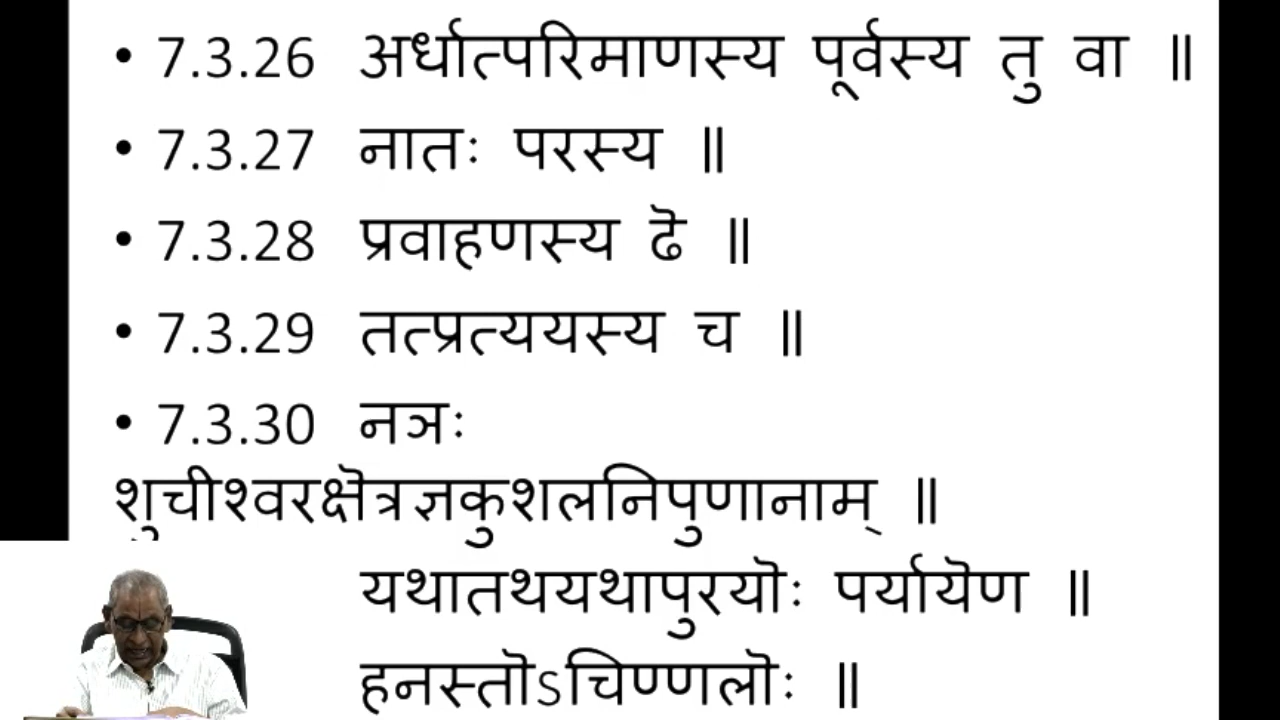 • 7.3.26 अर्धात्परिमाणस्य पूर्वस्य तु वा ॥
• 7.3.27 नातः परस्य ॥
• 7.3.28 प्रवाहणस्य ढॆ ॥
• 7.3.29 तत्प्रत्ययस्य च ॥
• 7.3.30 नञः
शुचीश्वरक्षॆत्रज्ञकुशलनिपुणानाम् ॥
यथातथयथापुरयॊः पर्यायॆण ॥
हनस्तॊऽचिण्णलॊः ॥